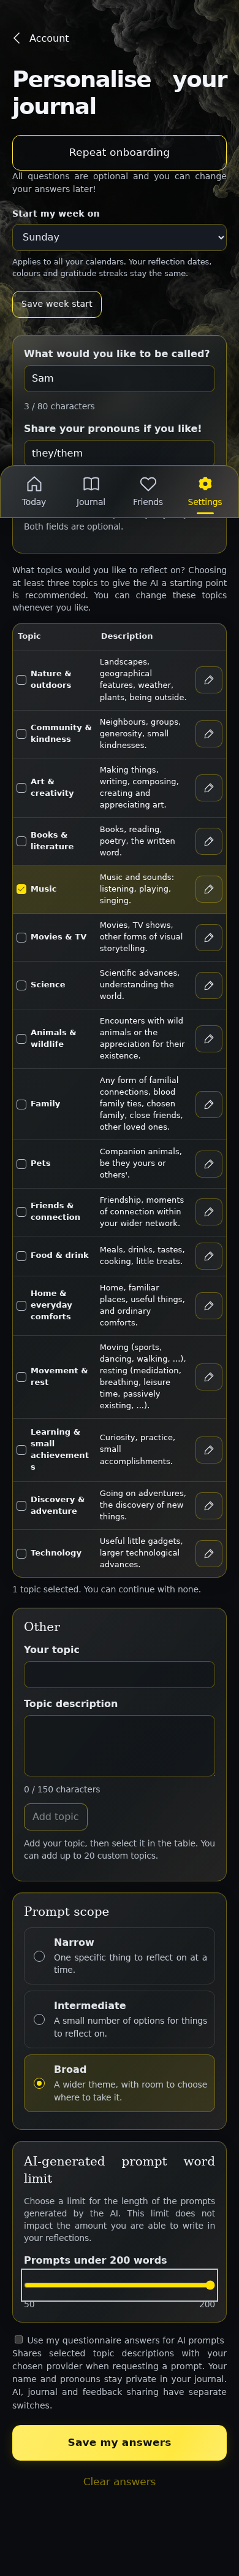 Account
Personalise your
journal
Repeat onboarding
All questions are optional and you can change
your answers later!
Start my week on
Sunday
Applies to all your calendars. Your reflection dates,
colours and gratitude streaks stay the same.
Save week start
What would you like to be called?
Sam
3 / 80 characters
Share your pronouns if you like!
they/them
Today
Journal
Friends
Settings
Both fields are optional.
What topics would you like to reflect on? Choosing
at least three topics to give the AI a starting point
is recommended. You can change these topics
whenever you like.
Topic Description
Nature &
outdoors
Landscapes,
geographical
features, weather,
plants, being outside.
Community &
kindness
Neighbours, groups,
generosity, small
kindnesses.
Art &
creativity
Making things,
writing, composing,
creating and
appreciating art.
Books &
literature
Books, reading,
poetry, the written
word.
Music
Music and sounds:
listening, playing,
singing.
Movies & TV
Movies, TV shows,
other forms of visual
storytelling.
Science
Scientific advances,
understanding the
world.
Animals &
wildlife
Encounters with wild
animals or the
appreciation for their
existence.
Family
Any form of familial
connections, blood
family ties, chosen
family, close friends,
other loved ones.
Pets
Companion animals,
be they yours or
others'.
Friends &
connection
Friendship, moments
of connection within
your wider network.
Food & drink
Meals, drinks, tastes,
cooking, little treats.
Home &
everyday
comforts
Home, familiar
places, useful things,
and ordinary
comforts.
Movement &
rest
Moving (sports,
dancing, walking, ...),
resting (medidation,
breathing, leisure
time, passively
existing, ...).
Learning &
small
achievement
s
Curiosity, practice,
small
accomplishments.
Discovery &
adventure
Going on adventures,
the discovery of new
things.
Technology
Useful little gadgets,
larger technological
advances.
1 topic selected. You can continue with none.
Other
Your topic
Topic description
0 / 150 characters
Add topic
Add your topic, then select it in the table. You
can add up to 20 custom topics.
Prompt scope
Narrow
One specific thing to reflect on at a
time.
Intermediate
A small number of options for things
to reflect on.
Broad
A wider theme, with room to choose
where to take it.
AI-generated prompt word
limit
Choose a limit for the length of the prompts
generated by the AI. This limit does not
impact the amount you are able to write in
your reflections.
Prompts under 200 words
50 200
Use my questionnaire answers for AI prompts
Shares selected topic descriptions with your
chosen provider when requesting a prompt. Your
name and pronouns stay private in your journal.
AI, journal and feedback sharing have separate
switches.
Save my answers
Clear answers